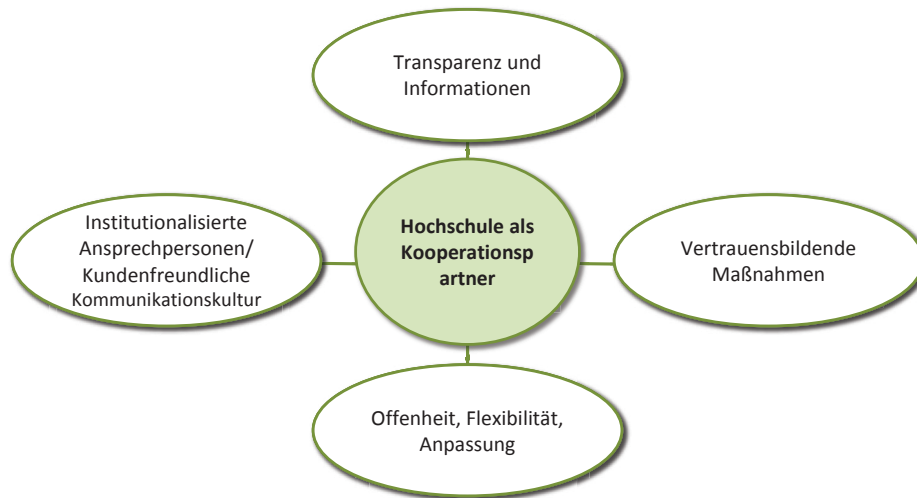 Transparenz und
Informationen
Institutionalisierte
Ansprechpersonen/
Kundenfreundliche
Kommunikationskultur
Hochschule als
Kooperationsp
artner
Vertrauensbildende
Maßnahmen
Offenheit, Flexibilität,
Anpassung